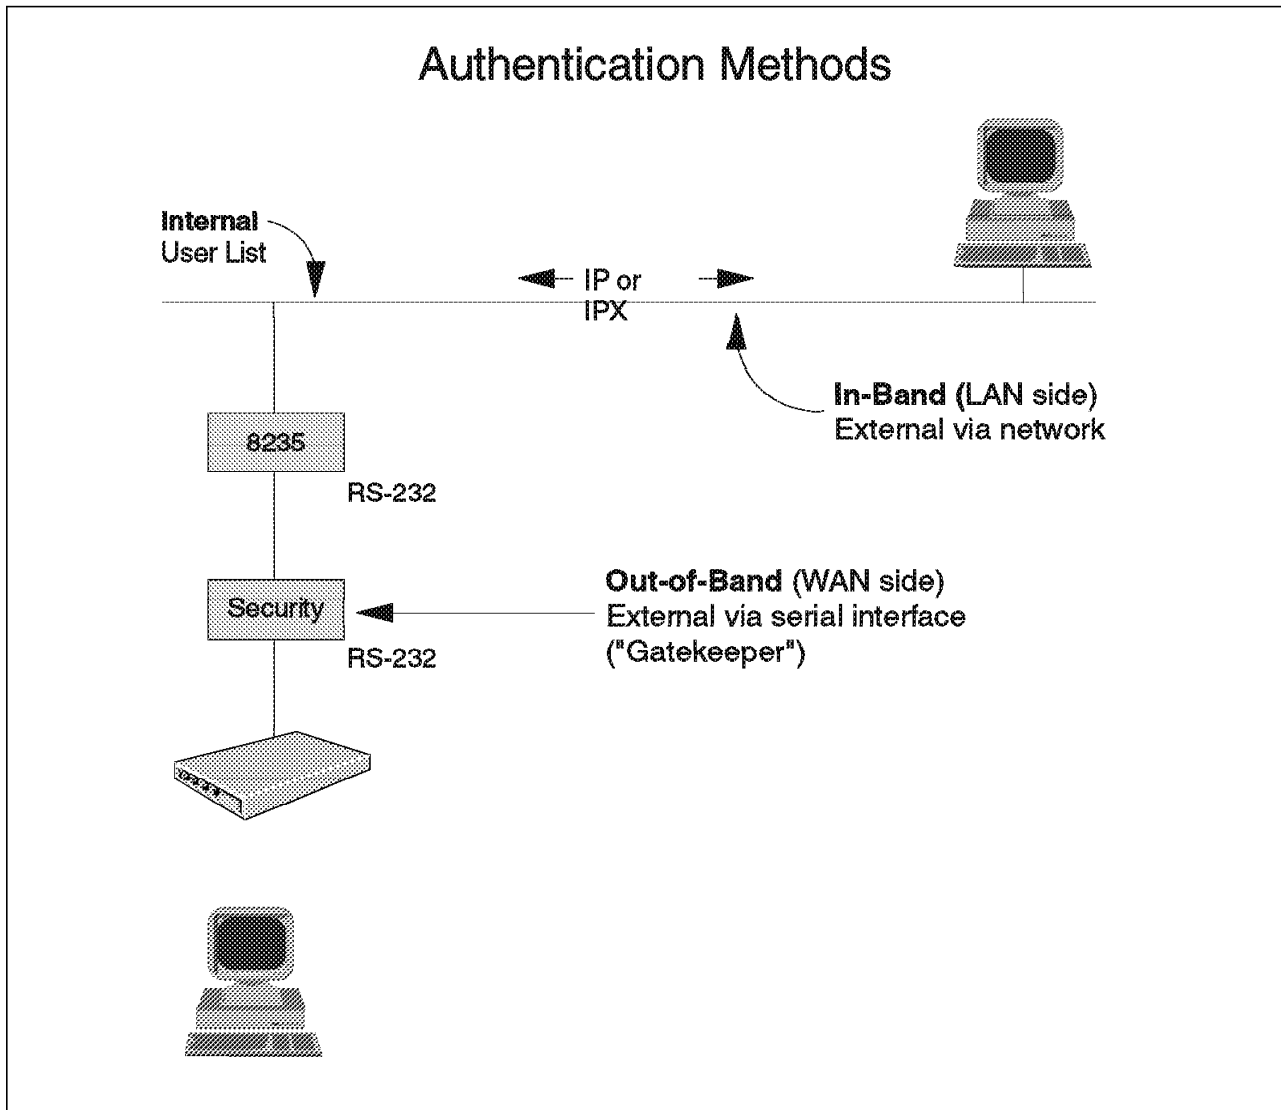 Authentication Methods
Internal
User List
IP or
IPX
In-Band (LAN side)
External via network
8235
RS-232
Out-of-Band (WAN side)
External via serial interface
("Gatekeeper")
Security
RS-232